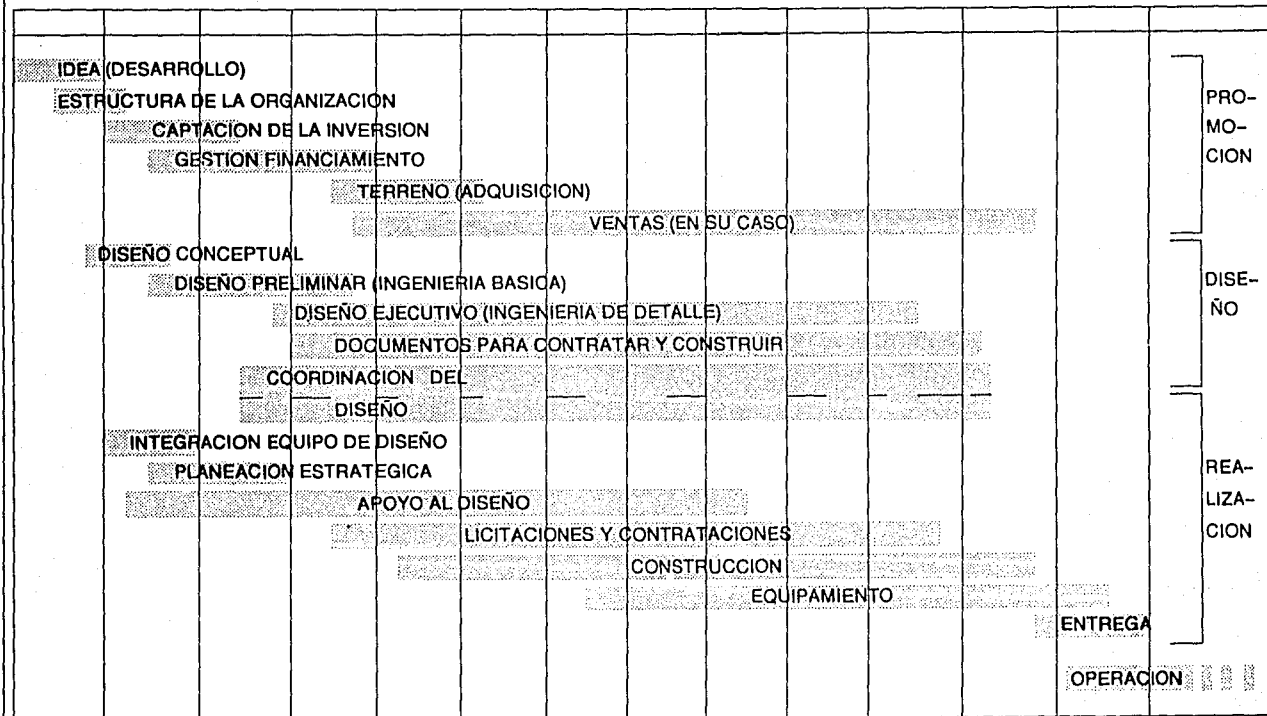 IDEA (DESARROLLO)
ESTRUCTURA DE LA ORGANIZACION
CAPTACION DE LA INVERSION
GESTION FINANCIAMIENTO
TERRENO (ADQUISICION)
VENTAS (EN SU CASO)
PRO-
MO-
CION
DISEÑO CONCEPTUAL
DISEÑO PRELIMINAR (INGENIERIA BASICA)
DISEÑO EJECUTIVO (INGENIERIA DE DETALLE)
DOCUMENTOS PARA CONTRATAR Y CONSTRUIR
COORDINACION DEL
DISEÑO
DISE-
ÑO
INTEGRACION EQUIPO DE DISEÑO
PLANEACION ESTRATEGICA
APOYO AL DISEÑO
LICITACIONES Y CONTRATACIONES
CONSTRUCCION
EQUIPAMIENTO
ENTREGA
REA-
LIZA-
CION
OPERACION